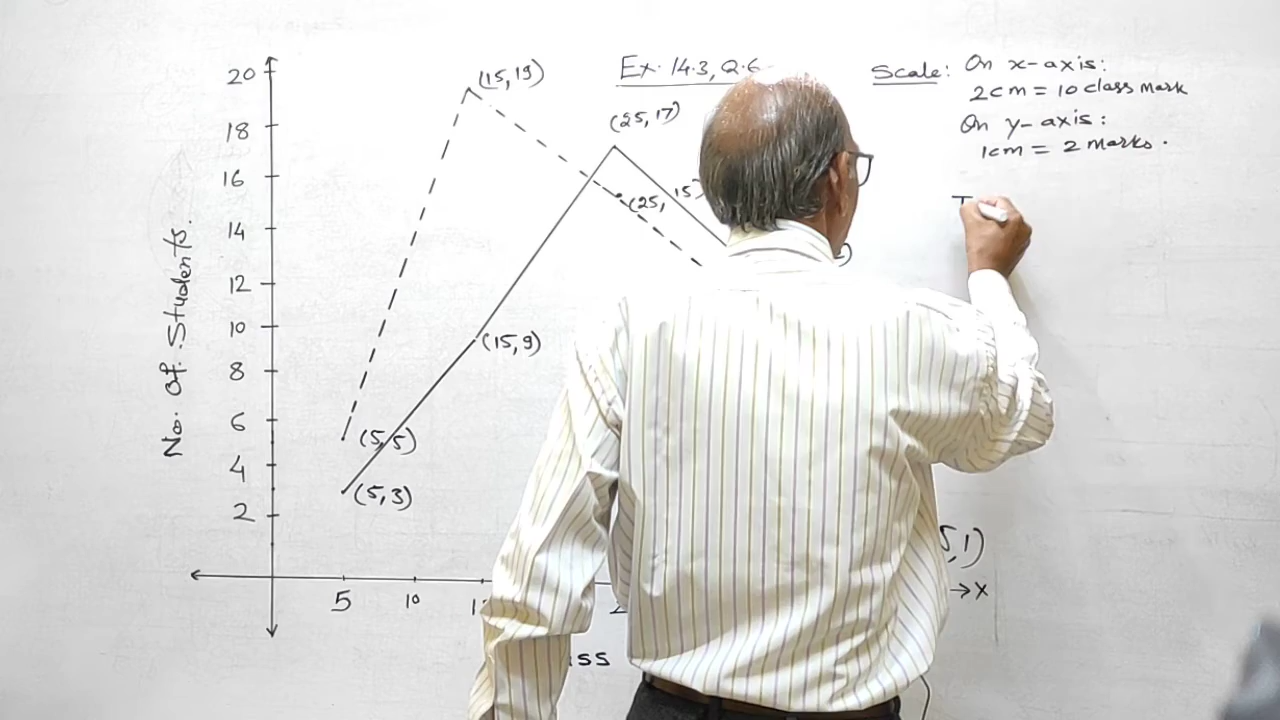 Ex. 14.3, Q.6
Scale: On x-axis:
2cm = 10 class mark
On y-axis:
1cm = 2 marks.
No. Of. Students.
20
18
16
14
12
10
8
6
4
2
(15,19)
(25,17)
(25, 15)
(15,9)
(5,5)
(5,3)
,1)
5
10
→X